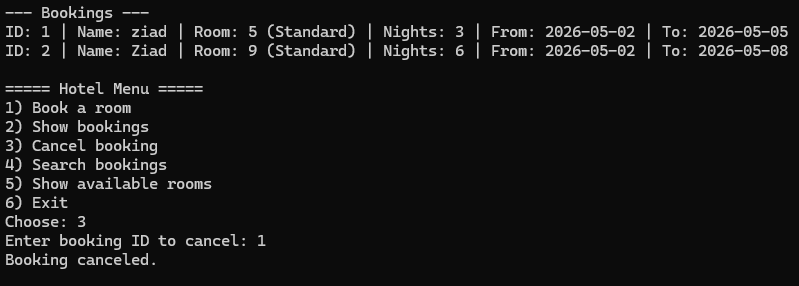 --- Bookings ---
ID: 1 | Name: ziad | Room: 5 (Standard) | Nights: 3 | From: 2026-05-02 | To: 2026-05-05
ID: 2 | Name: Ziad | Room: 9 (Standard) | Nights: 6 | From: 2026-05-02 | To: 2026-05-08
===== Hotel Menu =====
1) Book a room
2) Show bookings
3) Cancel booking
4) Search bookings
5) Show available rooms
6) Exit
Choose: 3
Enter booking ID to cancel: 1
Booking canceled.